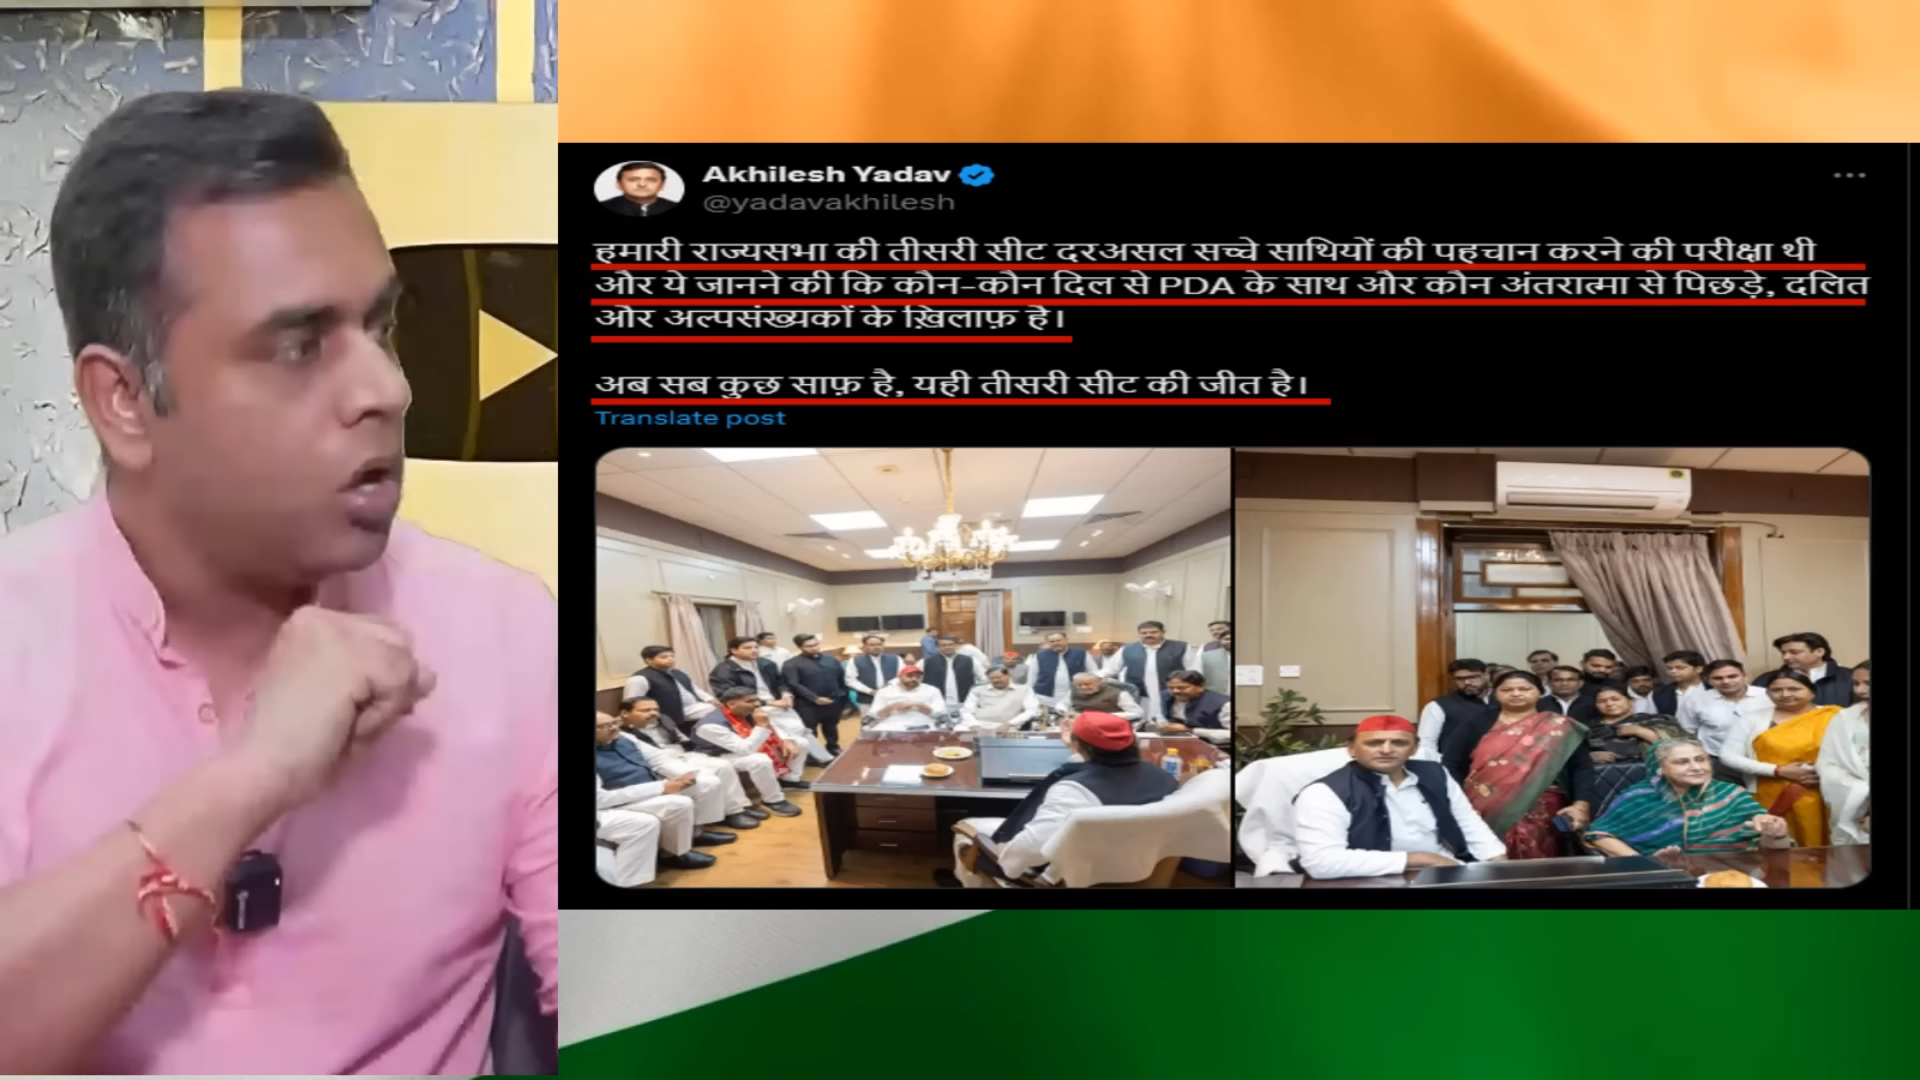 Akhilesh Yadav
@yadavakhilesh
हमारी राज्यसभा की तीसरी सीट दरअसल सच्चे साथियों की पहचान करने की परीक्षा थी
और ये जानने की कि कौन-कौन दिल से PDA के साथ और कौन अंतरात्मा से पिछड़े, दलित
और अल्पसंख्यकों के ख़िलाफ़ है।
अब सब कुछ साफ़ है, यही तीसरी सीट की जीत है।
Translate post